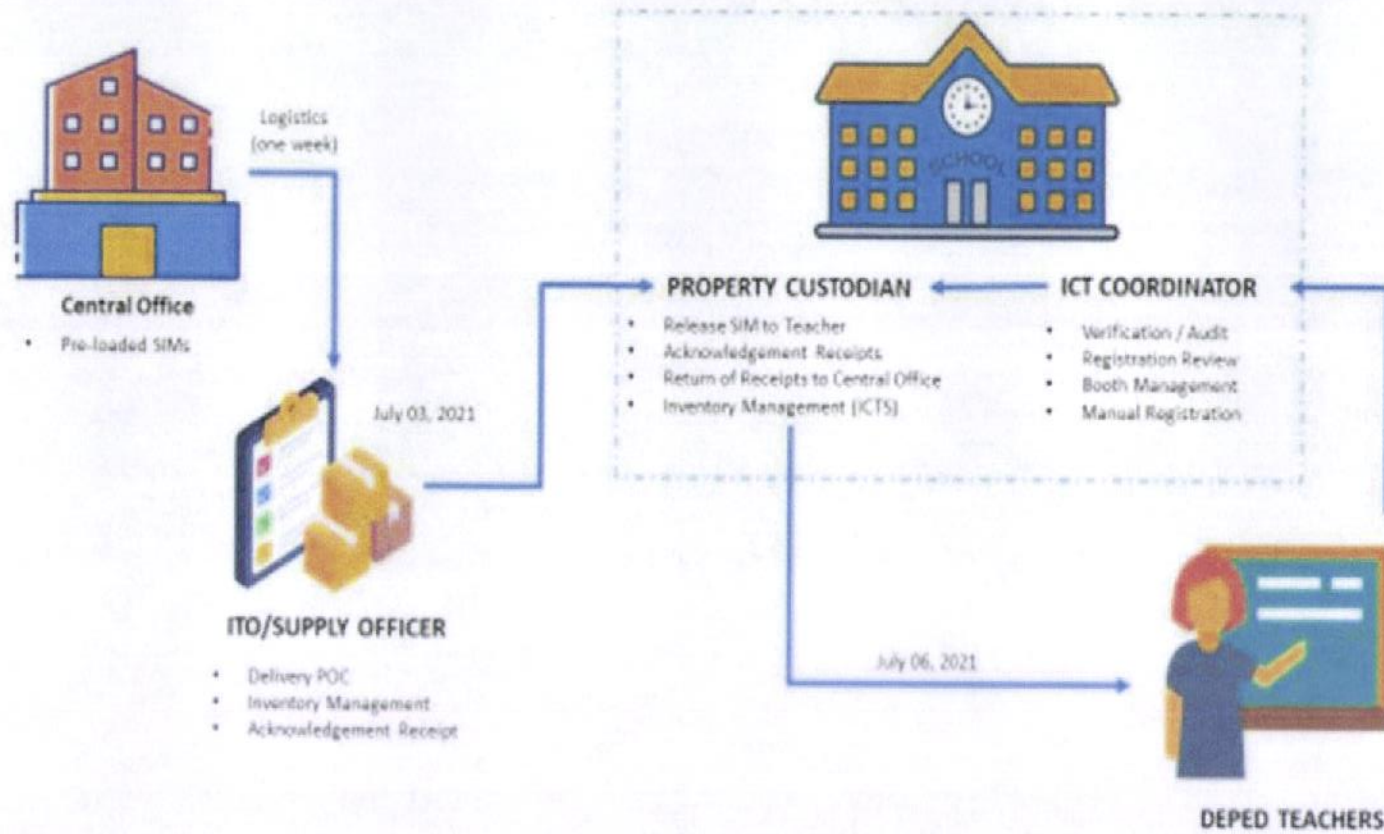 Logistics
(one week)
SCHOOL
Central Office
• Pre-loaded SIMs
PROPERTY CUSTODIAN
• Release SIM to Teacher
• Acknowledgement Receipts
• Return of Receipts to Central Office
• Inventory Management (ICTS)
ICT COORDINATOR
• Verification / Audit
• Registration Review
• Booth Management
• Manual Registration
July 03, 2021
ITO/SUPPLY OFFICER
• Delivery POC
• Inventory Management
• Acknowledgement Receipt
July 06, 2021
DEPED TEACHERS